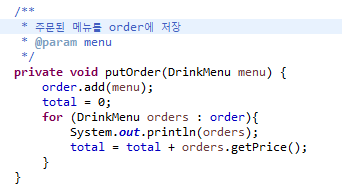 /**
 * 주문된 메뉴를 order에 저장
 * @param menu
 */
private void putOrder(DrinkMenu menu) {
    order.add(menu);
    total = 0;
    for (DrinkMenu orders : order){
        System.out.println(orders);
        total = total + orders.getPrice();
    }
}